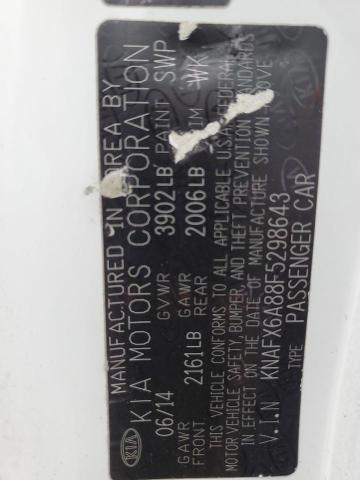 MANUFACTURED IN KOREA BY
KIA MOTORS CORPORATION
06/14 GVWR 3902LB PAINT SWP
GAWR FRONT 2161LB GAWR REAR 2006LB TRIM WK
THIS VEHICLE CONFORMS TO ALL APPLICABLE U.S.A FEDERAL
MOTOR VEHICLE SAFETY, BUMPER, AND THEFT PREVENTION STANDARDS
IN EFFECT ON THE DATE OF MANUFACTURE SHOWN ABOVE
V.I.N KNAFX6A88F5298643
TYPE PASSENGER CAR
KIA
KIA